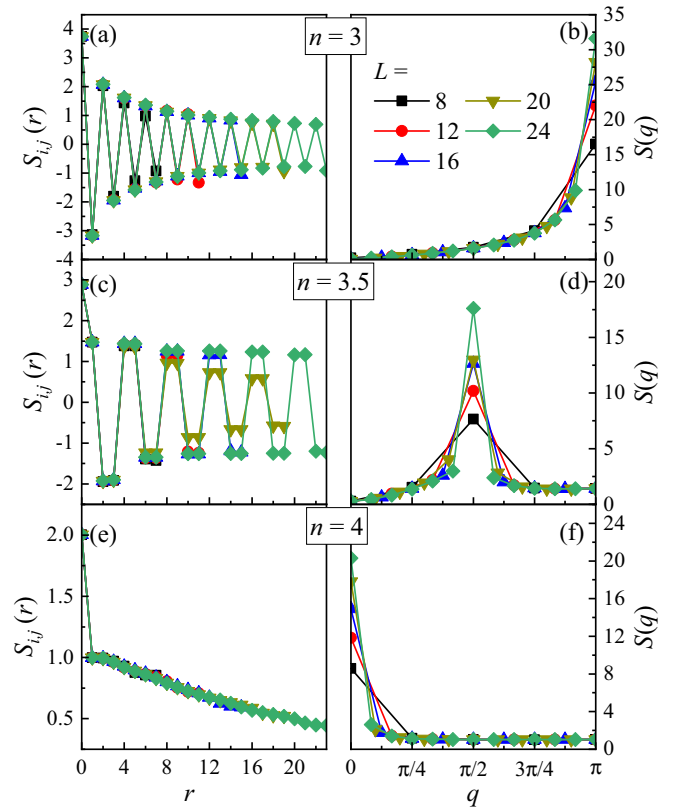 (a)
n = 3
(b)
4
3
2
1
0
-1
-2
-3
-4
S_{i,j}(r)
L =
8
12
16
20
24
35
30
25
20
15
10
5
0
S(q)
(c)
n = 3.5
(d)
3
2
1
0
-1
-2
S_{i,j}(r)
20
15
10
5
0
S(q)
(e)
n = 4
(f)
2.0
1.5
1.0
0.5
S_{i,j}(r)
24
20
16
12
8
4
0
S(q)
0 4 8 12 16 20
r
0 π/4 π/2 3π/4 π
q